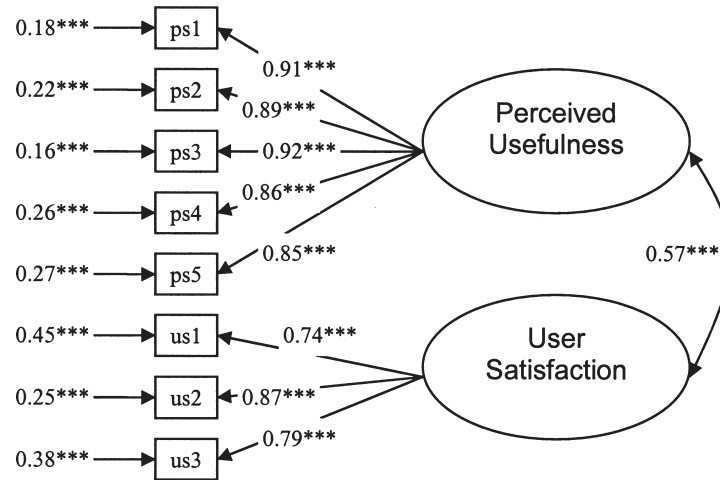 0.18*** ps1
0.91***
0.22*** ps2
0.89***
0.16*** ps3 0.92***
0.86***
0.26*** ps4
0.85***
0.27*** ps5
Perceived
Usefulness
0.57***
0.45*** us1 0.74***
0.25*** us2 0.87***
0.79***
0.38*** us3
User
Satisfaction